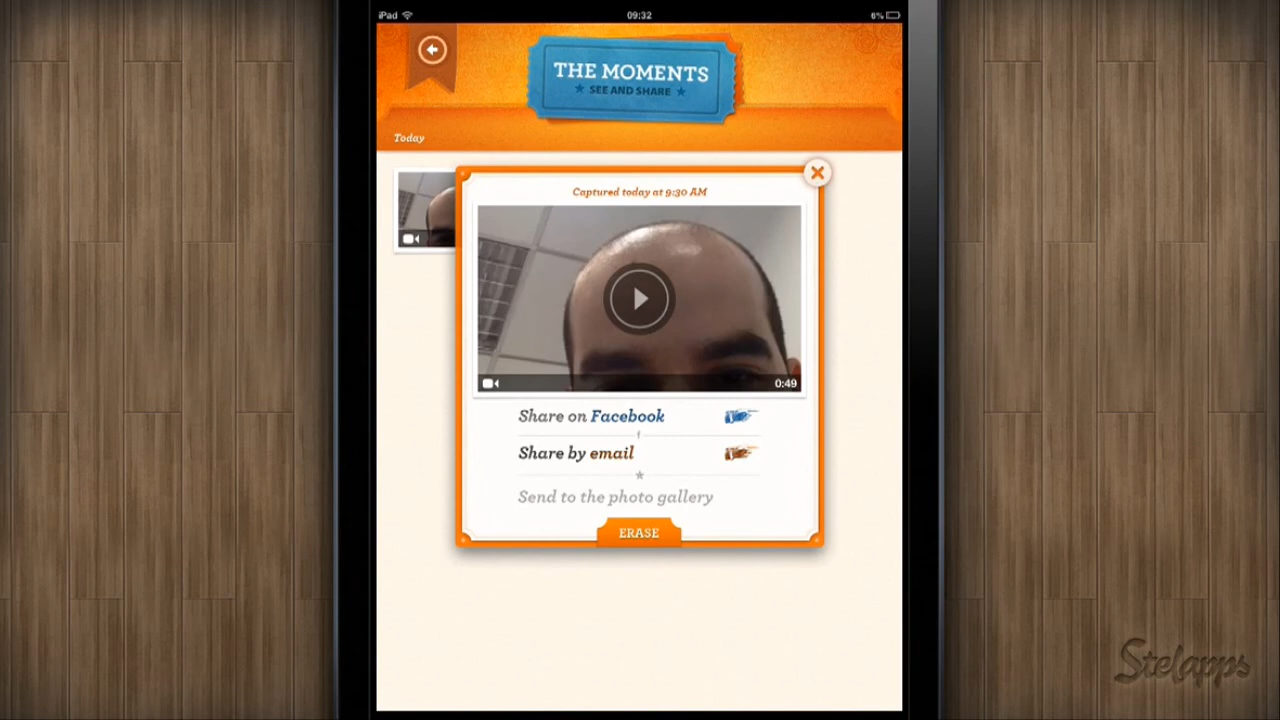 iPad 09:32 6%
THE MOMENTS
SEE AND SHARE
Today
Captured today at 9:30 AM
0:49
Share on Facebook
f
Share by email
Send to the photo gallery
ERASE
Stelapps